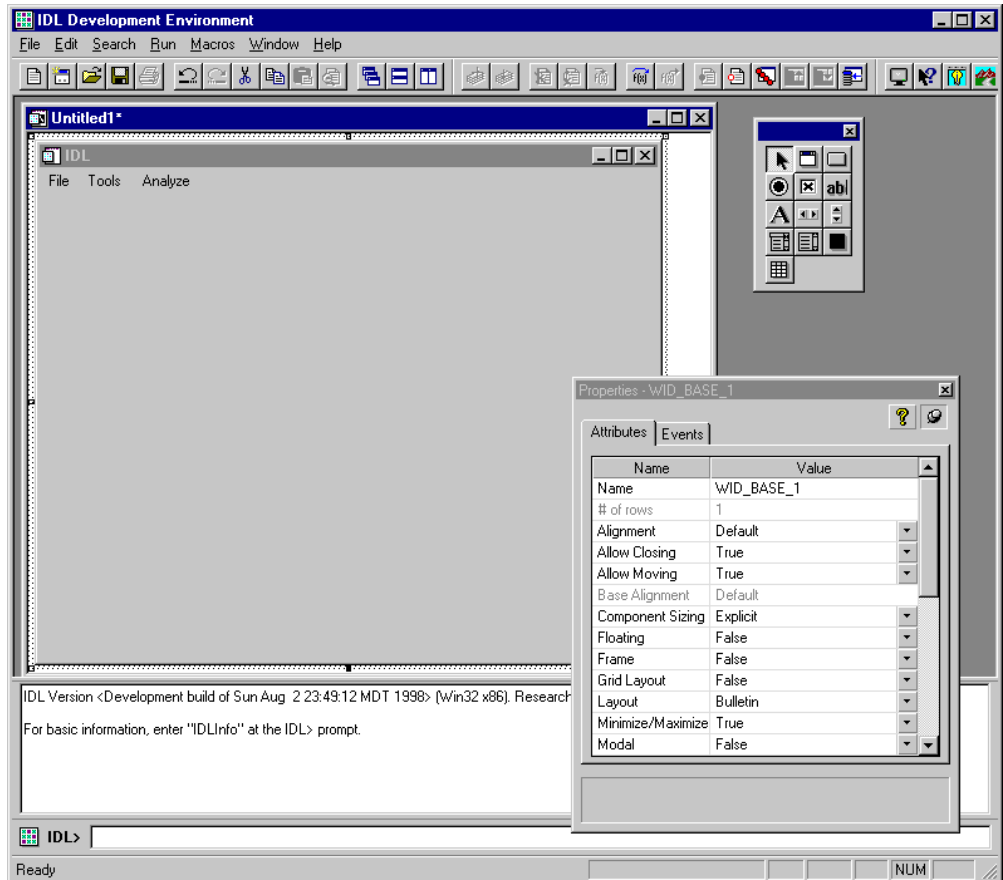 IDL Development Environment
File Edit Search Run Macros Window Help
Untitled1*
IDL
File Tools Analyze
abl
A
Properties - WID_BASE_1
Attributes Events
Name Value
Name WID_BASE_1
# of rows 1
Alignment Default
Allow Closing True
Allow Moving True
Base Alignment Default
Component Sizing Explicit
Floating False
Frame False
Grid Layout False
Layout Bulletin
Minimize/Maximize True
Modal False
IDL Version <Development build of Sun Aug 2 23:49:12 MDT 1998> (Win32 x86). Research
For basic information, enter "IDLInfo" at the IDL> prompt.
IDL>
Ready
NUM